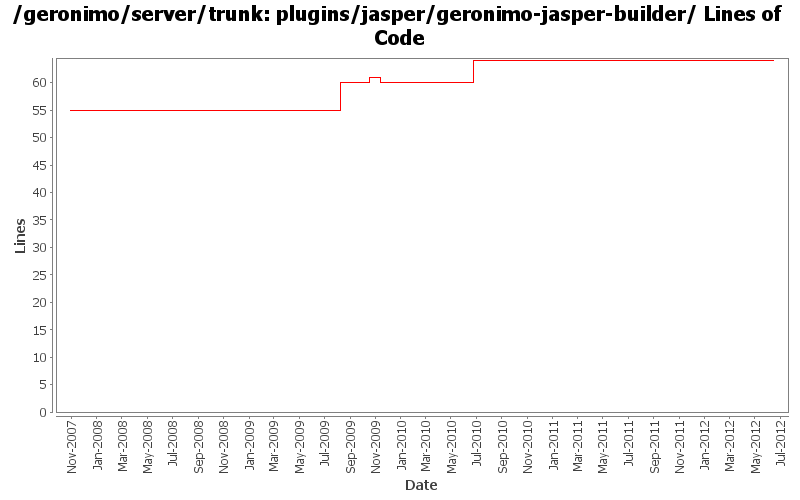 /geronimo/server/trunk: plugins/jasper/geronimo-jasper-builder/ Lines of
Code
Lines
60
55
50
45
40
35
30
25
20
15
10
5
0
Nov-2007
Jan-2008
Mar-2008
May-2008
Jul-2008
Sep-2008
Nov-2008
Jan-2009
Mar-2009
May-2009
Jul-2009
Sep-2009
Nov-2009
Jan-2010
Mar-2010
May-2010
Jul-2010
Sep-2010
Nov-2010
Jan-2011
Mar-2011
May-2011
Jul-2011
Sep-2011
Nov-2011
Jan-2012
Mar-2012
May-2012
Jul-2012
Date